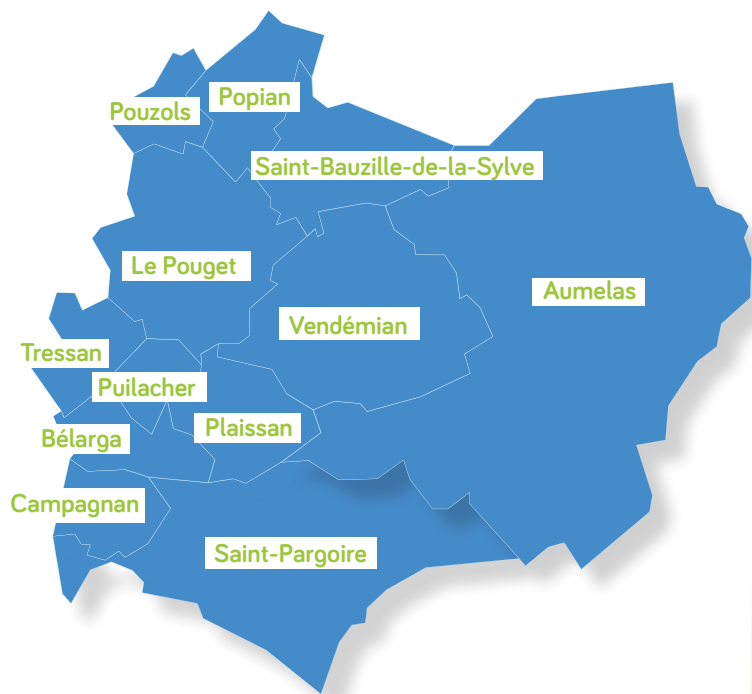 Popian
Pouzols
Saint-Bauzille-de-la-Sylve
Le Pouget
Aumelas
Vendémian
Tressan
Puilacher
Plaissan
Bélarga
Campagnan
Saint-Pargoire